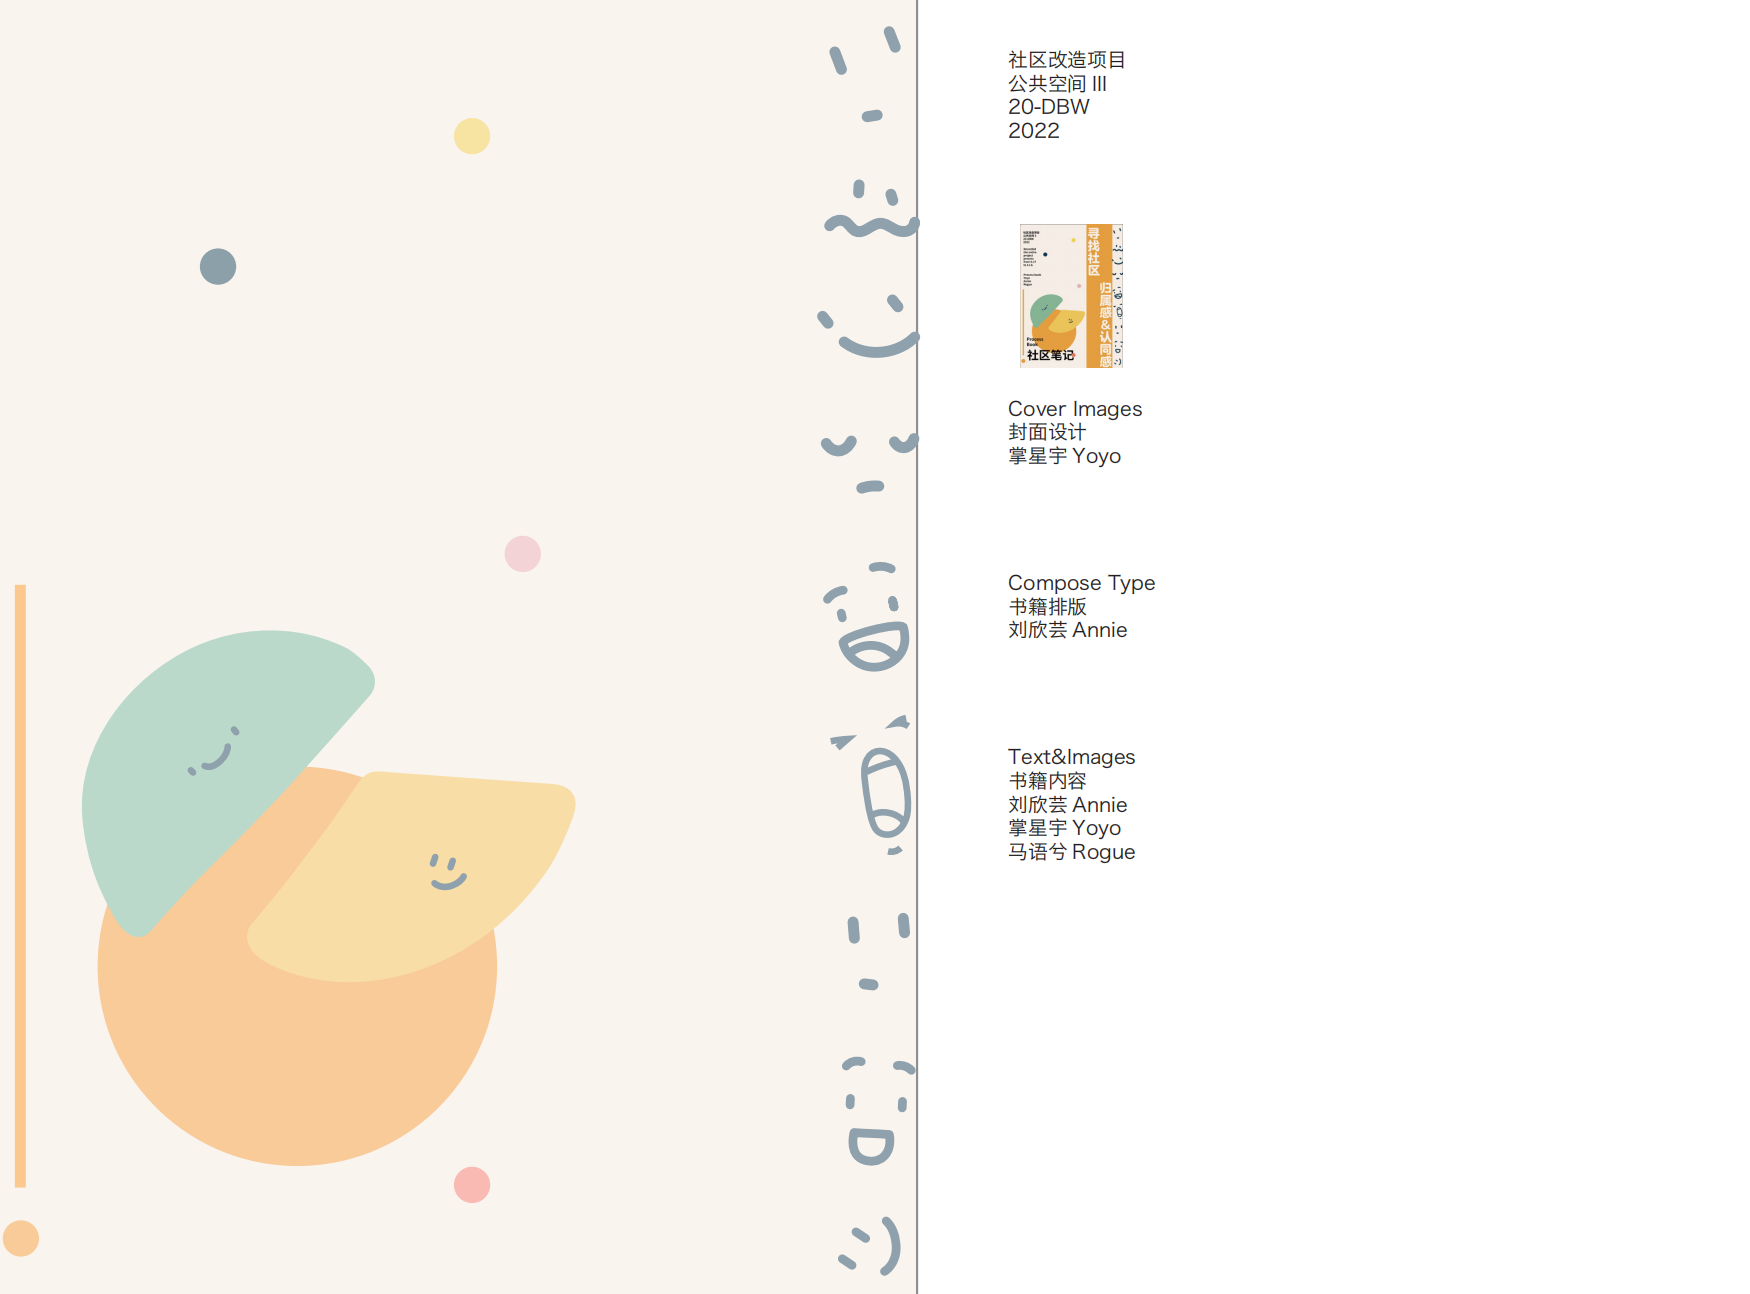 社区改造项目
公共空间 III
20-DBW
2022
寻找社区
归属感&认同感
Process
Book
社区笔记
Cover Images
封面设计
掌星宇 Yoyo
Compose Type
书籍排版
刘欣芸 Annie
Text&Images
书籍内容
刘欣芸 Annie
掌星宇 Yoyo
马语兮 Rogue